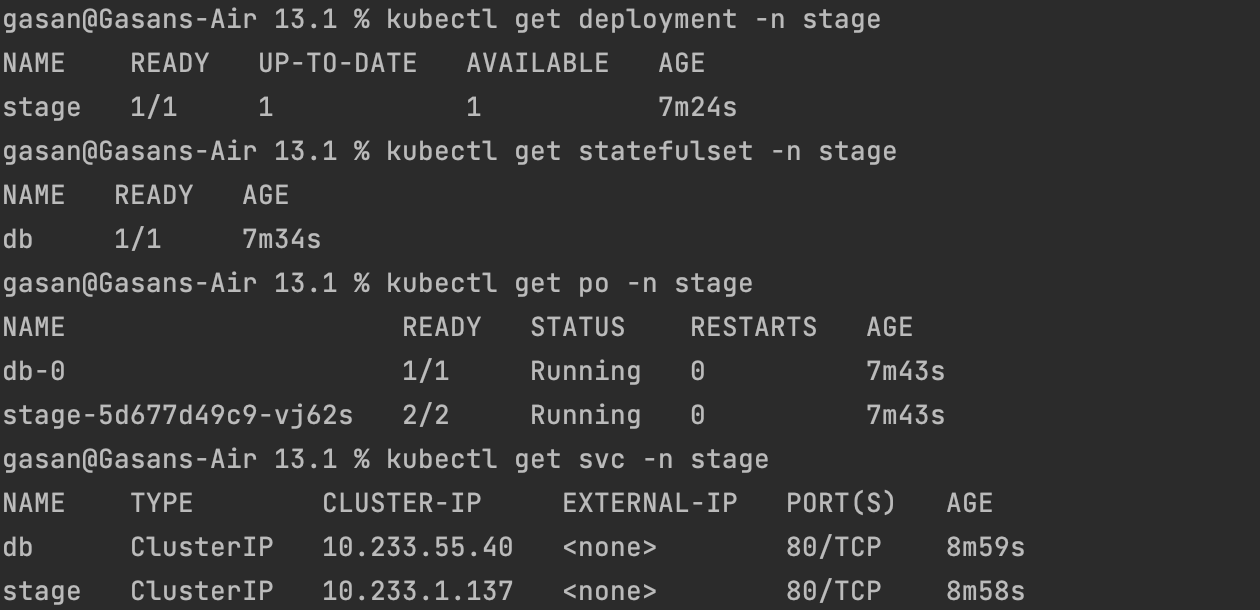 gasan@Gasans-Air 13.1 % kubectl get deployment -n stage
NAME    READY   UP-TO-DATE   AVAILABLE   AGE
stage   1/1     1            1           7m24s
gasan@Gasans-Air 13.1 % kubectl get statefulset -n stage
NAME   READY   AGE
db     1/1     7m34s
gasan@Gasans-Air 13.1 % kubectl get po -n stage
NAME                     READY   STATUS    RESTARTS   AGE
db-0                     1/1     Running   0          7m43s
stage-5d677d49c9-vj62s   2/2     Running   0          7m43s
gasan@Gasans-Air 13.1 % kubectl get svc -n stage
NAME    TYPE        CLUSTER-IP     EXTERNAL-IP   PORT(S)   AGE
db      ClusterIP   10.233.55.40   <none>        80/TCP    8m59s
stage   ClusterIP   10.233.1.137   <none>        80/TCP    8m58s